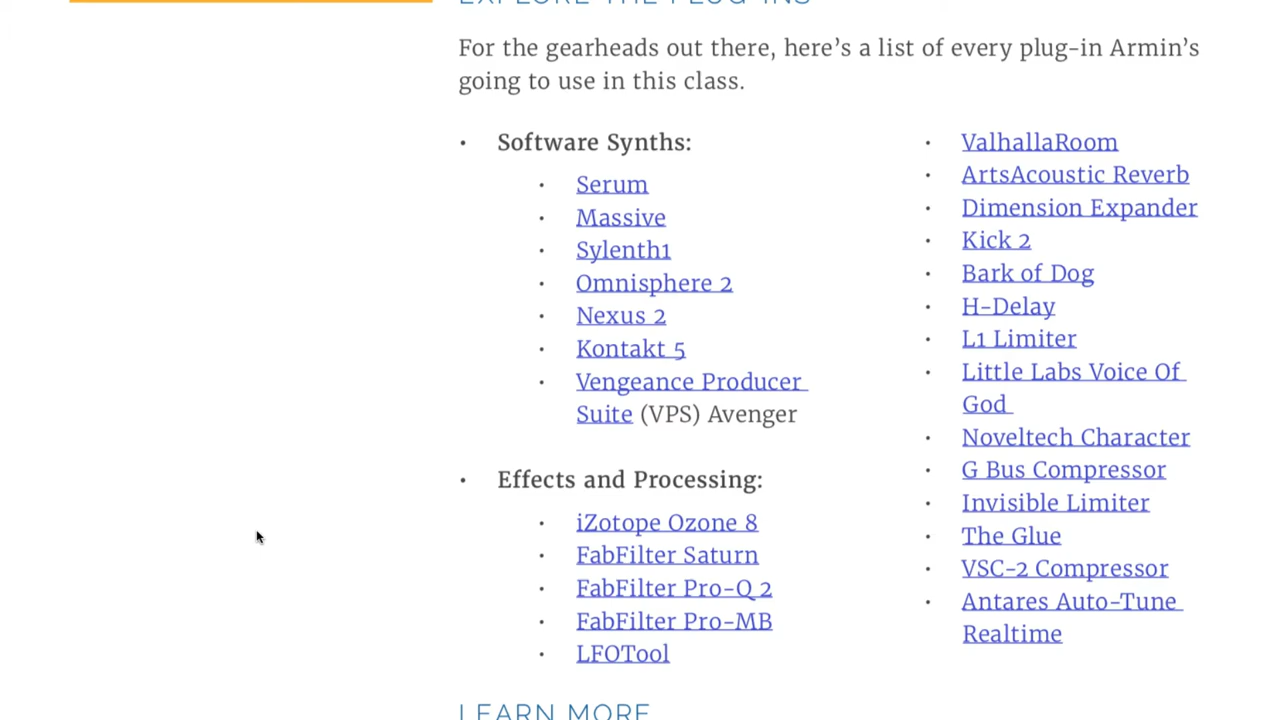 EXPLORE THE PLUG-INS
For the gearheads out there, here’s a list of every plug-in Armin’s
going to use in this class.
• Software Synths:
• Serum
• Massive
• Sylenth1
• Omnisphere 2
• Nexus 2
• Kontakt 5
• Vengeance Producer
Suite (VPS) Avenger
• Effects and Processing:
• iZotope Ozone 8
• FabFilter Saturn
• FabFilter Pro-Q 2
• FabFilter Pro-MB
• LFOTool
• ValhallaRoom
• ArtsAcoustic Reverb
• Dimension Expander
• Kick 2
• Bark of Dog
• H-Delay
• L1 Limiter
• Little Labs Voice Of
God
• Noveltech Character
• G Bus Compressor
• Invisible Limiter
• The Glue
• VSC-2 Compressor
• Antares Auto-Tune
Realtime
LEARN MORE